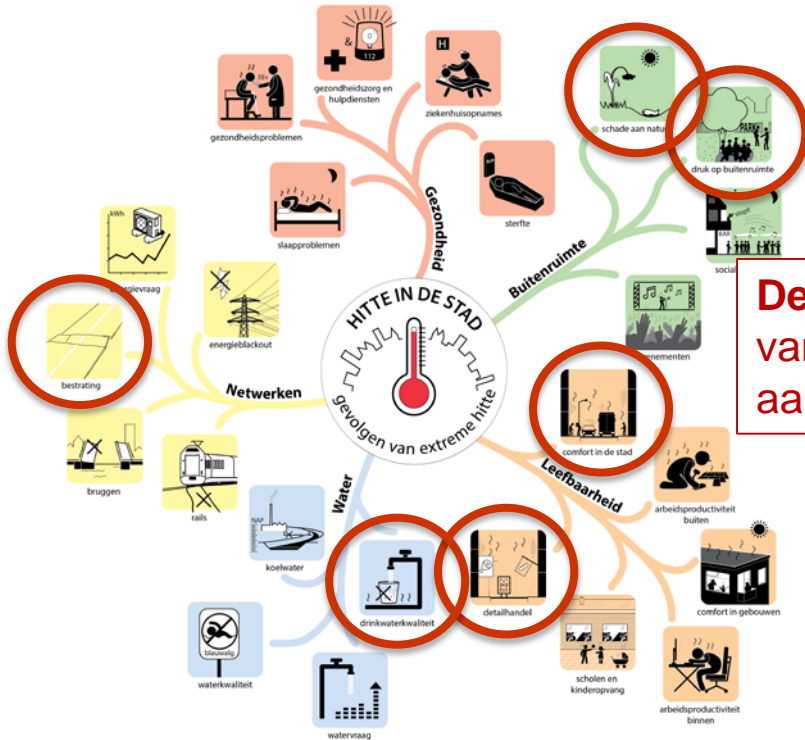 HITTE IN DE STAD
gevolgen van extreme hitte
Gezondheid
gezondheidsproblemen
&
112
gezondheidszorg en
hulpdiensten
H
ziekenhuisopnames
slaapproblemen
RIP
sterfte
Buitenruimte
schade aan natuur
PARK
druk op buitenruimte
BAR
social
evenementen
De
van
Leefbaarheid
comfort in de stad
arbeidsproductiviteit
buiten
comfort in gebouwen
arbeidsproductiviteit
binnen
scholen en
kinderopvang
detailhandel
Water
NAP
koelwater
drinkwaterkwaliteit
blauwalg
waterkwaliteit
watervraag
Netwerken
kWh
energievraag
energieblackout
bestrating
bruggen
rails